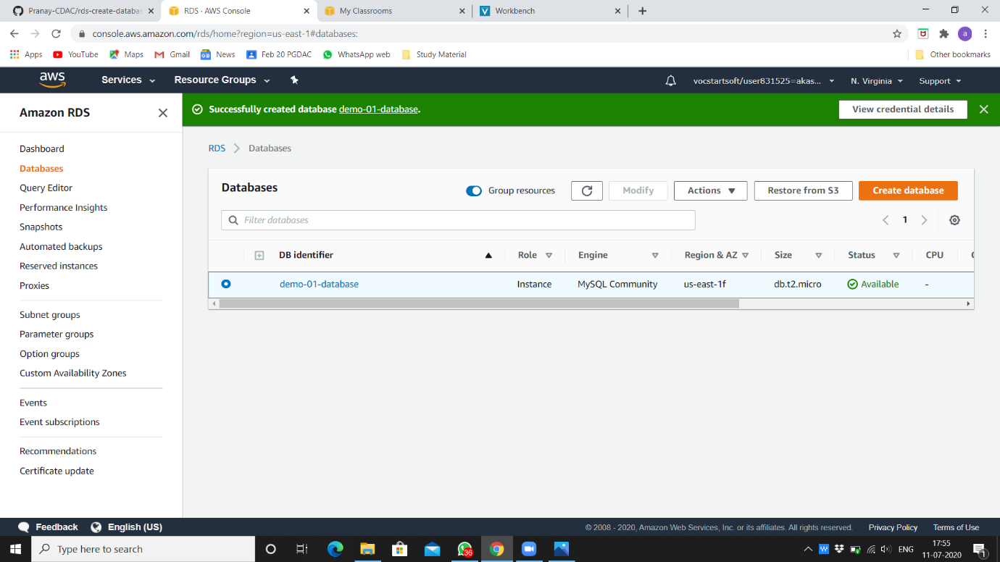 Pranay-CDAC/rds-create-databas
RDS · AWS Console
My Classrooms
Workbench
console.aws.amazon.com/rds/home?region=us-east-1#databases:
a
Apps
YouTube
Maps
Gmail
News
Feb 20 PGDAC
WhatsApp web
Study Material
Other bookmarks
aws
Services
Resource Groups
vocstartsoft/user831525=akas...
N. Virginia
Support
Amazon RDS
Successfully created database demo-01-database.
View credential details
Dashboard
Databases
Query Editor
Performance Insights
Snapshots
Automated backups
Reserved instances
Proxies
Subnet groups
Parameter groups
Option groups
Custom Availability Zones
Events
Event subscriptions
Recommendations
Certificate update
RDS
Databases
Databases
Group resources
Modify
Actions
Restore from S3
Create database
Filter databases
1
DB identifier
Role
Engine
Region & AZ
Size
Status
CPU
demo-01-database
Instance
MySQL Community
us-east-1f
db.t2.micro
Available
-
Feedback
English (US)
© 2008 - 2020, Amazon Web Services, Inc. or its affiliates. All rights reserved.
Privacy Policy
Terms of Use
Type here to search
36
W
ENG
17:55
11-07-2020
1